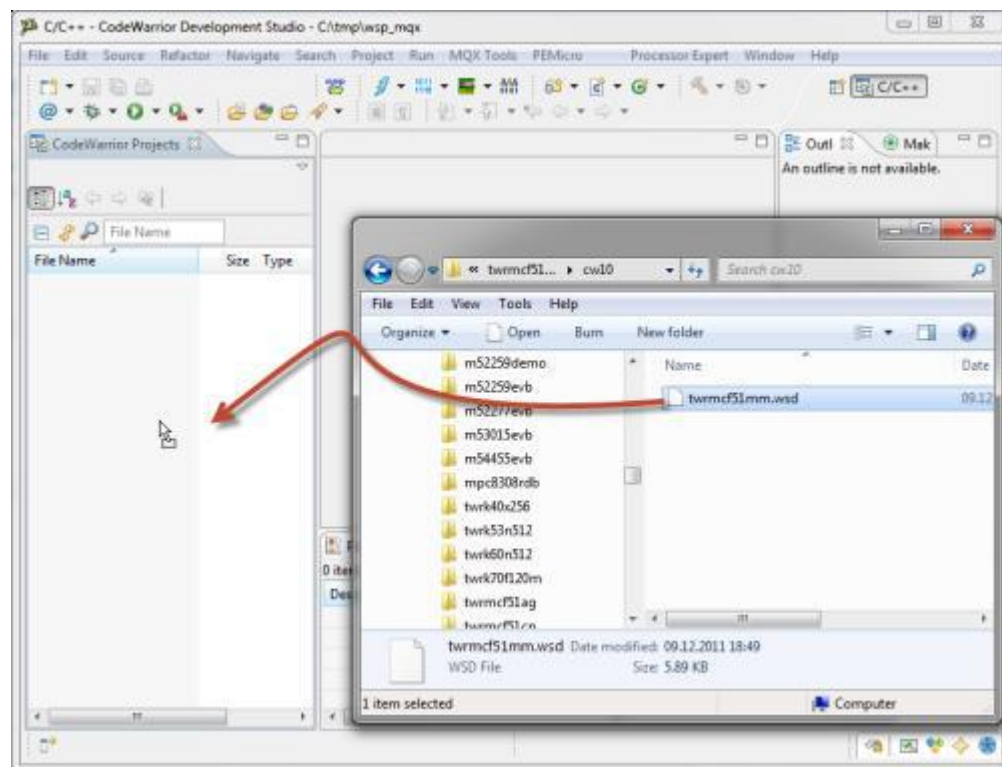 C/C++ - CodeWarrior Development Studio - C:\tmp\wsp_mqx
File Edit Source Refactor Navigate Search Project Run MQX Tools PEMicro Processor Expert Window Help
C/C++
CodeWarrior Projects
Outl
Mak
An outline is not available.
File Name
File Name Size Type
« twrmcf51... ▸ cw10
Search cw10
File Edit View Tools Help
Organize Open Burn New folder
Name Date
m52259demo
m52259evb
m52277evb
m53015evb
m54455evb
mpc8308rdb
twrk40x256
twrk53n512
twrk60n512
twrk70f120m
twrmcf51ag
twrmcf51cn
twrmcf51mm.wsd 09.12
0 ite
Des
twrmcf51mm.wsd Date modified: 09.12.2011 18:49
WSD File Size: 5.89 KB
1 item selected
Computer